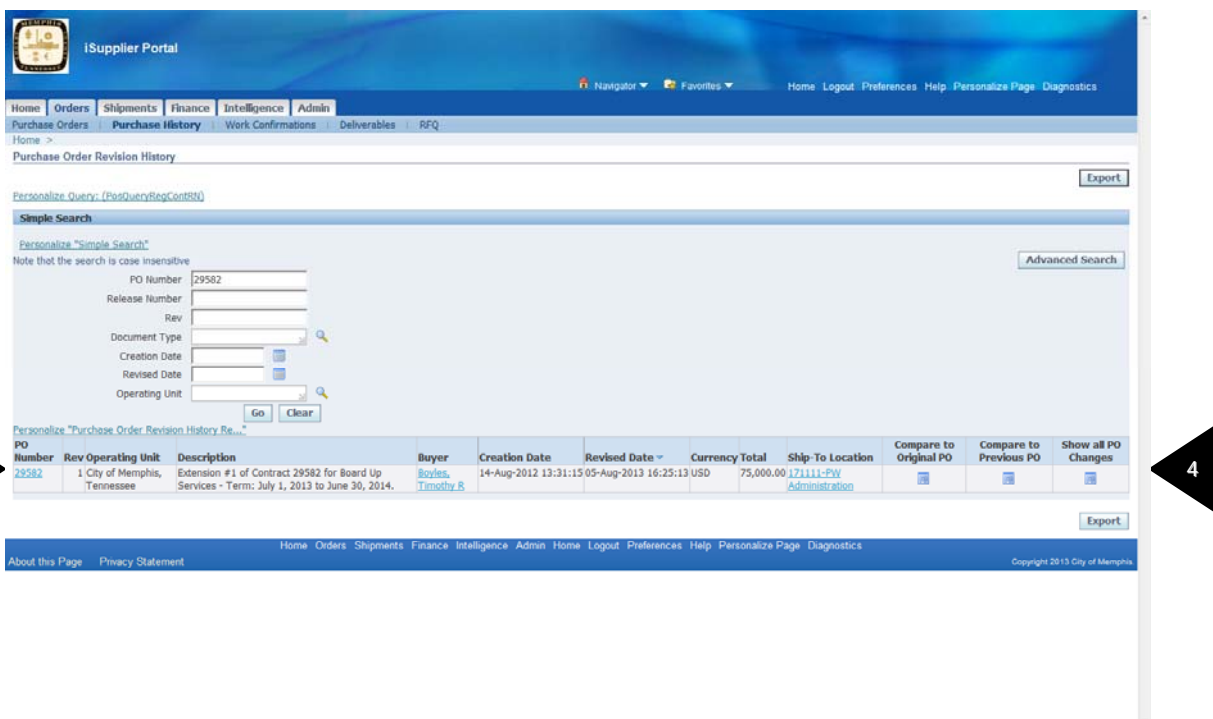 MEMPHIS
TENNESSEE
iSupplier Portal
Navigator Favorites Home Logout Preferences Help Personalize Page Diagnostics
Home Orders Shipments Finance Intelligence Admin
Purchase Orders Purchase History Work Confirmations Deliverables RFQ
Home >
Purchase Order Revision History
Export
Personalize Query: (PosQueryRegContRN)
Simple Search
Personalize "Simple Search"
Note that the search is case insensitive
Advanced Search
PO Number 29582
Release Number
Rev
Document Type
Creation Date
Revised Date
Operating Unit
Go Clear
Personalize "Purchase Order Revision History Re..."
PO Number Rev Operating Unit Description Buyer Creation Date Revised Date Currency Total Ship-To Location Compare to Original PO Compare to Previous PO Show all PO Changes
29582 1 City of Memphis, Extension #1 of Contract 29582 for Board Up Boyles, 14-Aug-2012 13:31:15 05-Aug-2013 16:25:13 USD 75,000.00 171111-PW
Tennessee Services - Term: July 1, 2013 to June 30, 2014. Timothy R Administration
4
Export
Home Orders Shipments Finance Intelligence Admin Home Logout Preferences Help Personalize Page Diagnostics
About this Page Privacy Statement Copyright 2013 City of Memphis